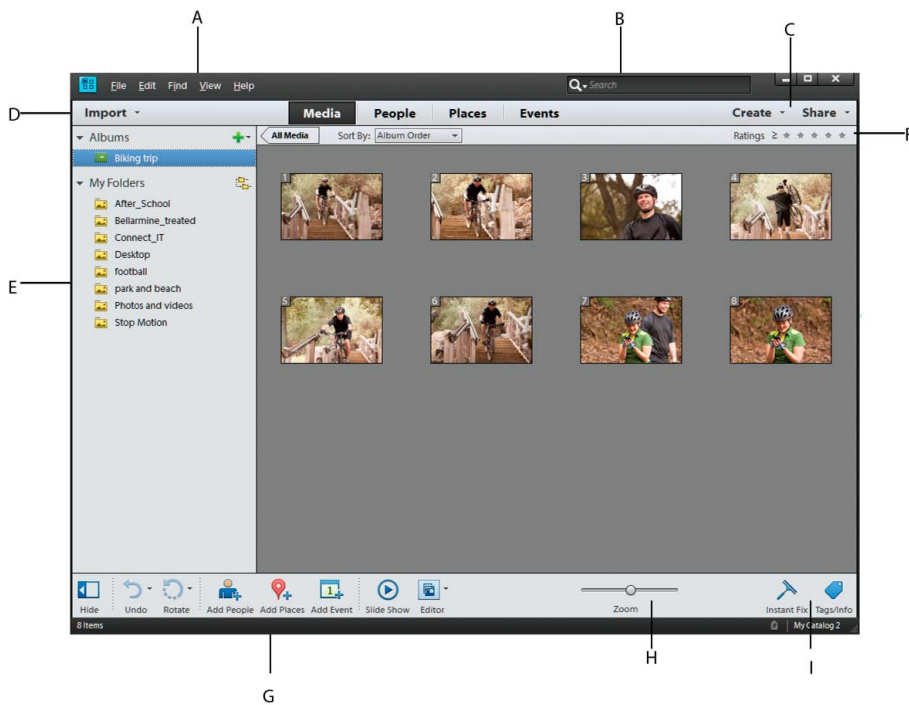 A
B
C
File Edit Find View Help
Search
D
Import Media People Places Events Create Share
Albums
All Media Sort By: Album Order Ratings ≥
F
Biking trip
My Folders
After_School
Bellarmine_treated
Connect_IT
Desktop
football
park and beach
Photos and videos
Stop Motion
E
1 2 3 4
5 6 7 8
1
Hide Undo Rotate Add People Add Places Add Event Slide Show Editor Zoom Instant Fix Tags/Info
8 Items My Catalog 2
G
H
I